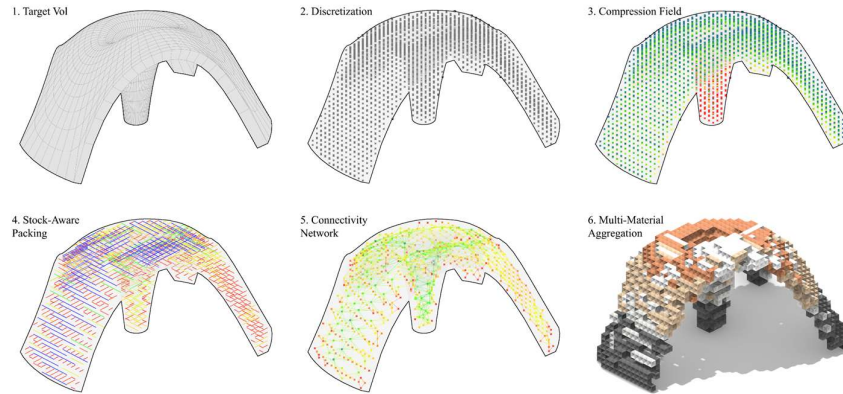 1. Target Vol
2. Discretization
3. Compression Field
4. Stock-Aware
Packing
5. Connectivity
Network
6. Multi-Material
Aggregation